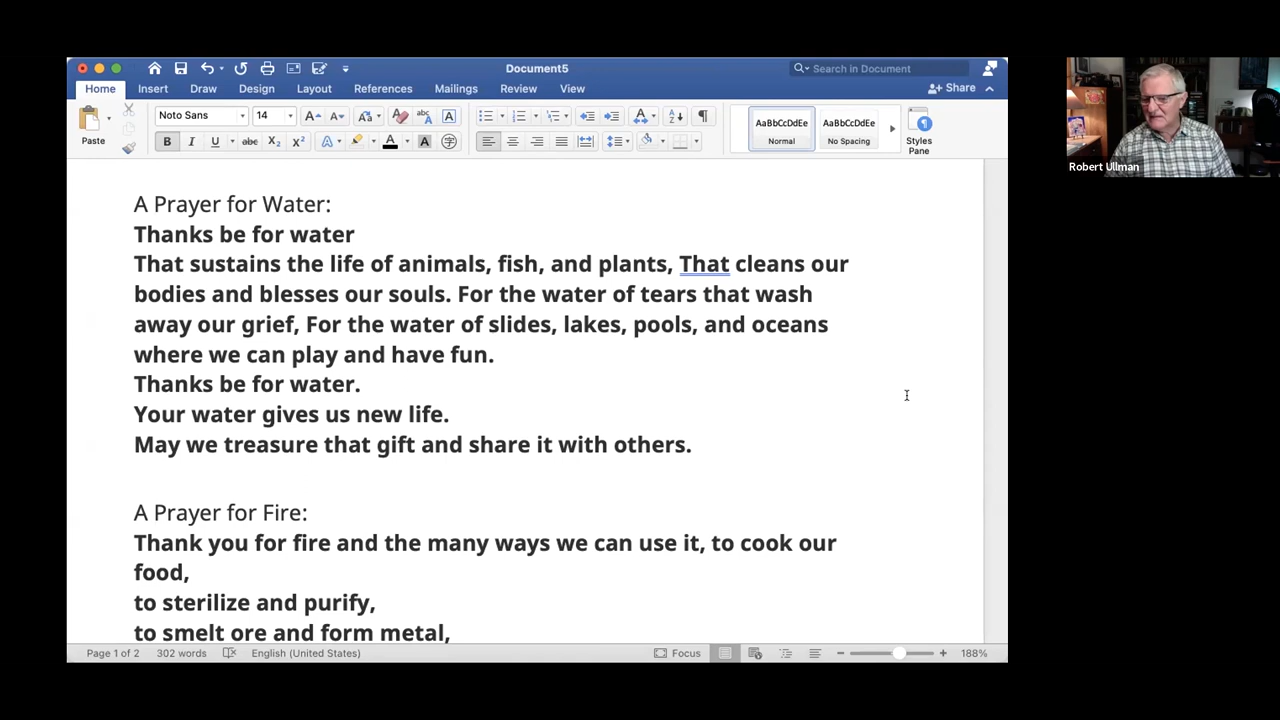 Document5
Search in Document
Home Insert Draw Design Layout References Mailings Review View
Share
Paste
Noto Sans 14
AaBbCcDdEe AaBbCcDdEe
Normal No Spacing
Styles
Pane
A Prayer for Water:
Thanks be for water
That sustains the life of animals, fish, and plants, That cleans our
bodies and blesses our souls. For the water of tears that wash
away our grief, For the water of slides, lakes, pools, and oceans
where we can play and have fun.
Thanks be for water.
Your water gives us new life.
May we treasure that gift and share it with others.
A Prayer for Fire:
Thank you for fire and the many ways we can use it, to cook our
food,
to sterilize and purify,
to smelt ore and form metal,
Page 1 of 2 302 words English (United States) Focus 188%
Robert Ullman